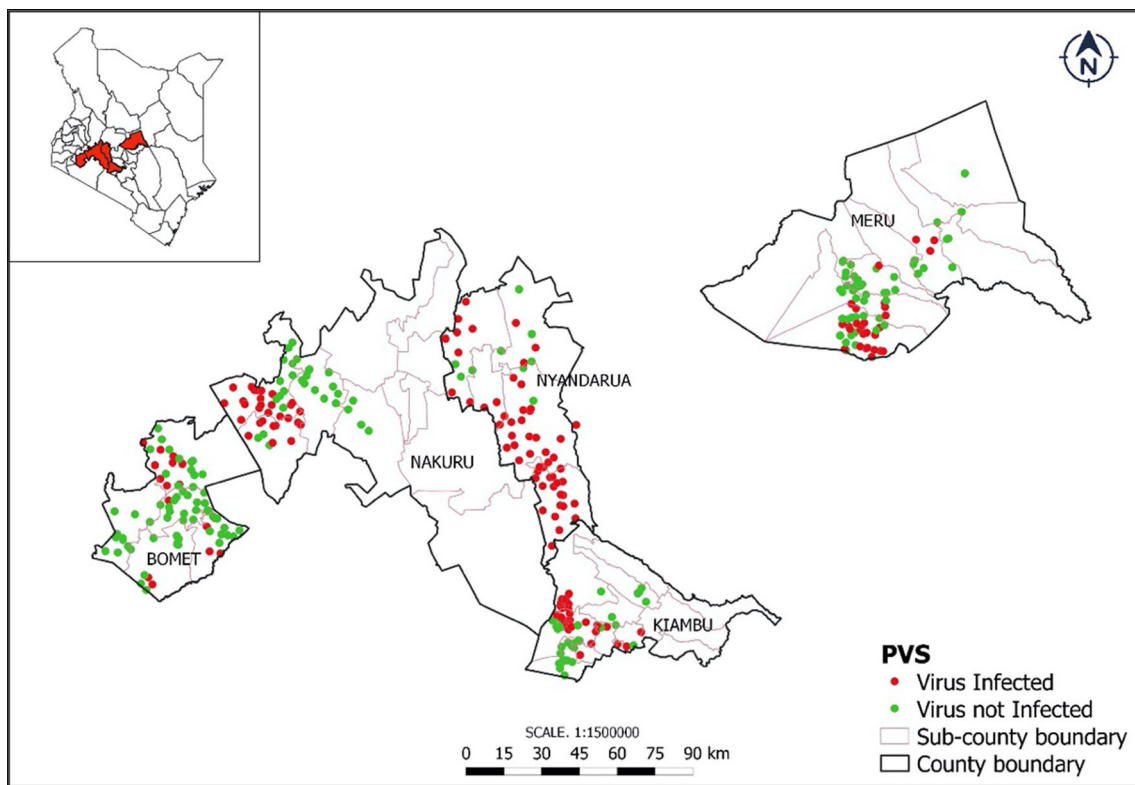 N
MERU
NYANDARUA
NAKURU
BOMET
KIAMBU
PVS
Virus Infected
Virus not Infected
Sub-county boundary
County boundary
SCALE. 1:1500000
0 15 30 45 60 75 90 km